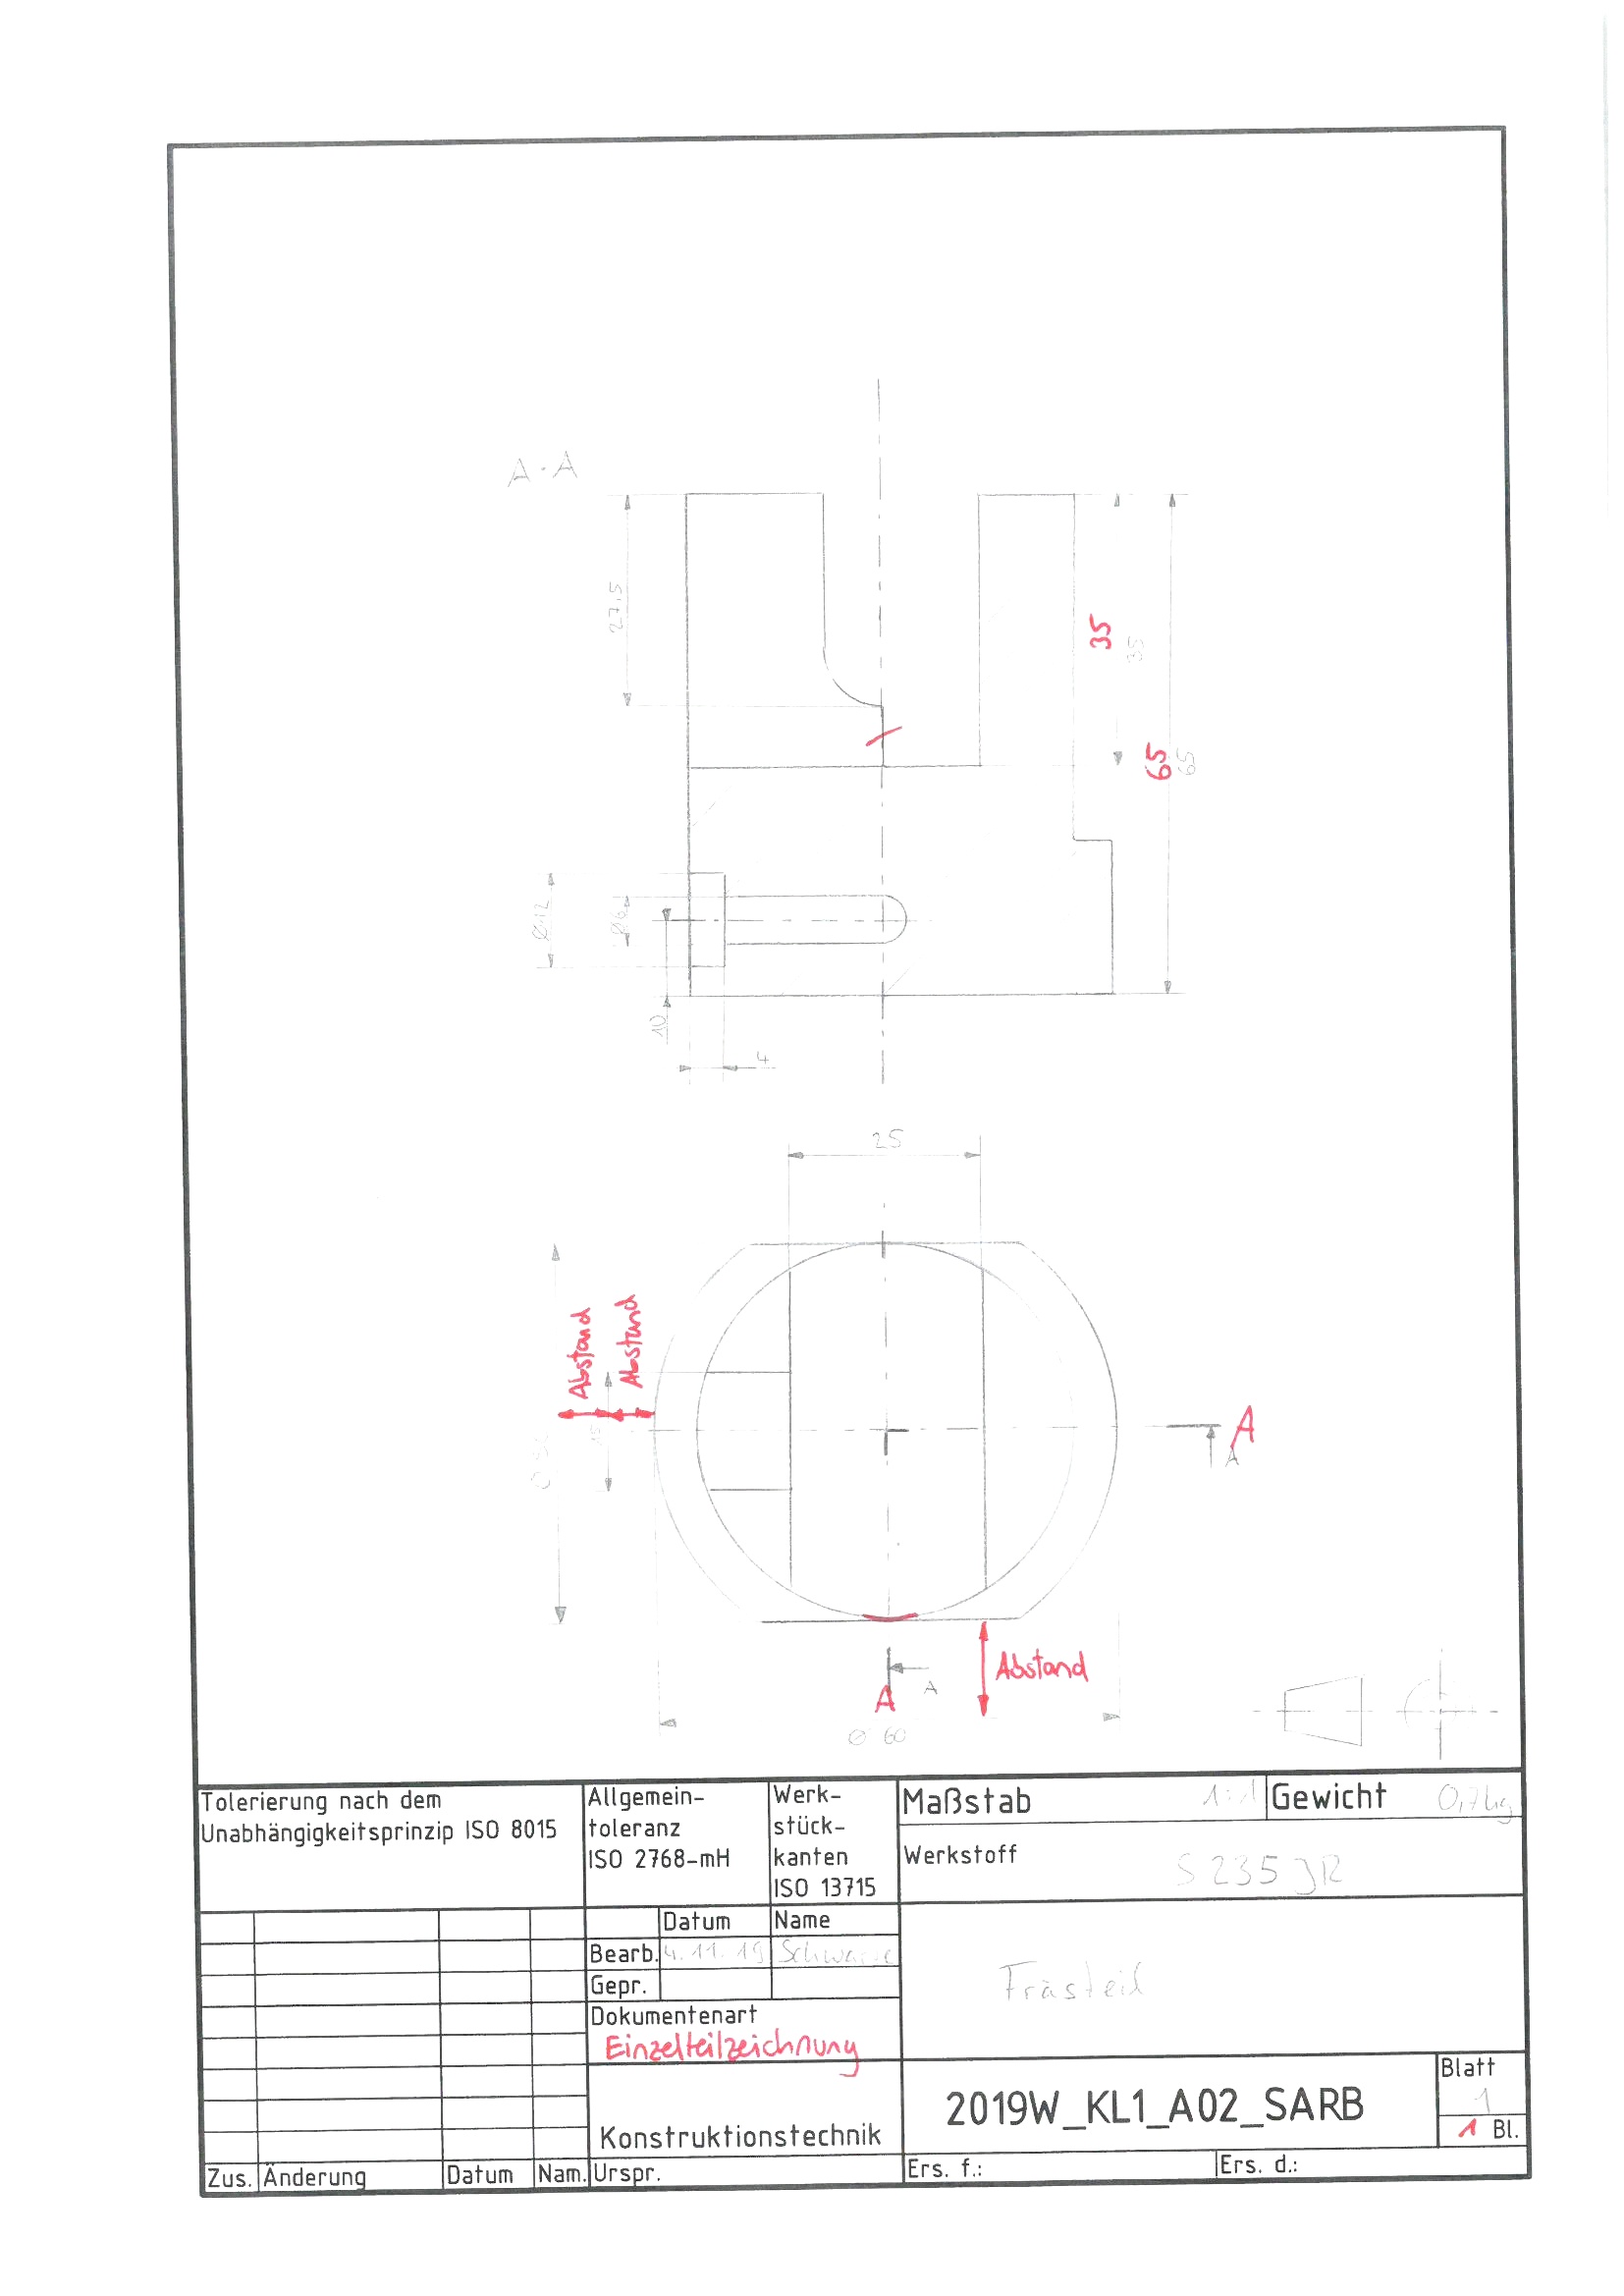 A-A
27,5
35
35
65
65
Ø12
Ø6
10
4
25
Abstand
Abstand
15
A
A
Abstand
A
A
Ø 60
Tolerierung nach dem
Unabhängigkeitsprinzip ISO 8015
Allgemein-
toleranz
ISO 2768-mH
Werk-
stück-
kanten
ISO 13715
Maßstab 1:1
Gewicht 0,7kg
Werkstoff
S 235 JR
Datum Name
Bearb. 4.11.19
Gepr.
Frästeil
Dokumentenart
Einzelteilzeichnung
Konstruktionstechnik
2019W_KL1_A02_SARB
Blatt
1
1 Bl.
Zus. Änderung Datum Nam. Urspr. Ers. f.: Ers. d.: